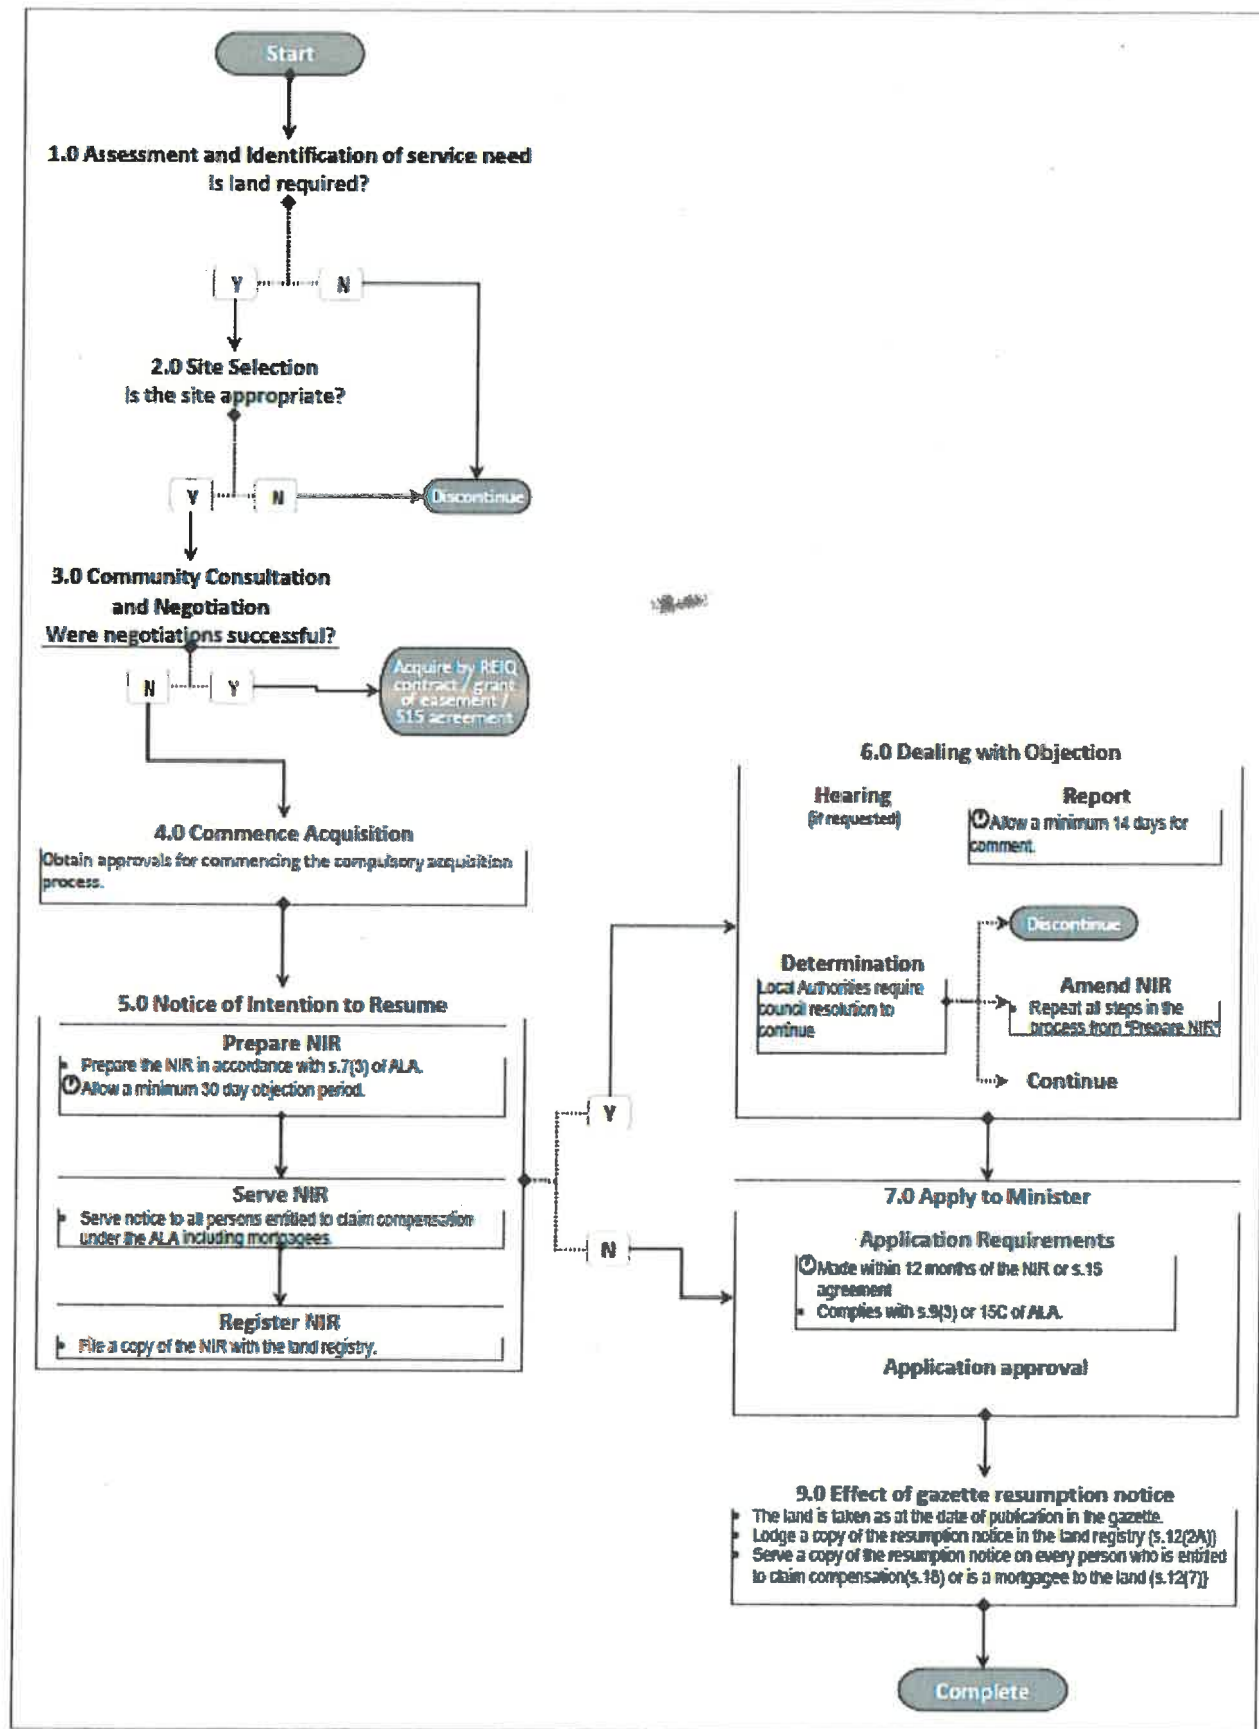 Start
1.0 Assessment and Identification of service need
Is land required?
Y
N
2.0 Site Selection
Is the site appropriate?
Y
N
Discontinue
3.0 Community Consultation
and Negotiation
Were negotiations successful?
N
Y
Acquire by REIQ
contract / grant
of easement /
S15 agreement
4.0 Commence Acquisition
Obtain approvals for commencing the compulsory acquisition
process.
5.0 Notice of Intention to Resume
Prepare NIR
▪ Prepare the NIR in accordance with s.7(3) of ALA.
Allow a minimum 30 day objection period.
Serve NIR
▪ Serve notice to all persons entitled to claim compensation
under the ALA including mortgagees.
Register NIR
▪ File a copy of the NIR with the land registry.
Y
N
6.0 Dealing with Objection
Hearing
(if requested)
Report
Allow a minimum 14 days for
comment.
Determination
Local Authorities require
council resolution to
continue
Discontinue
Amend NIR
▪ Repeat all steps in the
process from "Prepare NIR"
Continue
7.0 Apply to Minister
Application Requirements
Made within 12 months of the NIR or s.15
agreement
▪ Complies with s.9(3) or 15C of ALA.
Application approval
9.0 Effect of gazette resumption notice
▪ The land is taken as at the date of publication in the gazette.
▪ Lodge a copy of the resumption notice in the land registry (s.12(2A))
▪ Serve a copy of the resumption notice on every person who is entitled
to claim compensation(s.18) or is a mortgagee to the land (s.12(7))
Complete